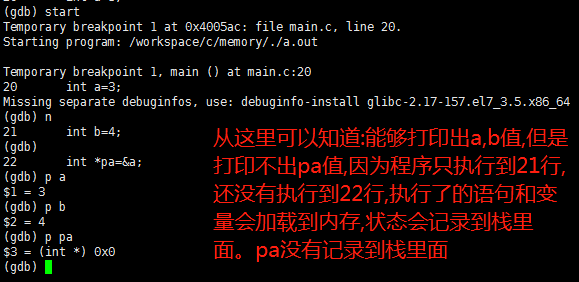 (gdb) start
Temporary breakpoint 1 at 0x4005ac: file main.c, line 20.
Starting program: /workspace/c/memory/./a.out
Temporary breakpoint 1, main () at main.c:20
20 int a=3;
Missing separate debuginfos, use: debuginfo-install glibc-2.17-157.el7_3.5.x86_64
(gdb) n
21 int b=4;
(gdb)
22 int *pa=&a;
(gdb) p a
$1 = 3
(gdb) p b
$2 = 4
(gdb) p pa
$3 = (int *) 0x0
(gdb)
从这里可以知道:能够打印出a,b值,但是
打印不出pa值,因为程序只执行到21行,
还没有执行到22行,执行了的语句和变
量会加载到内存,状态会记录到栈里
面。pa没有记录到栈里面